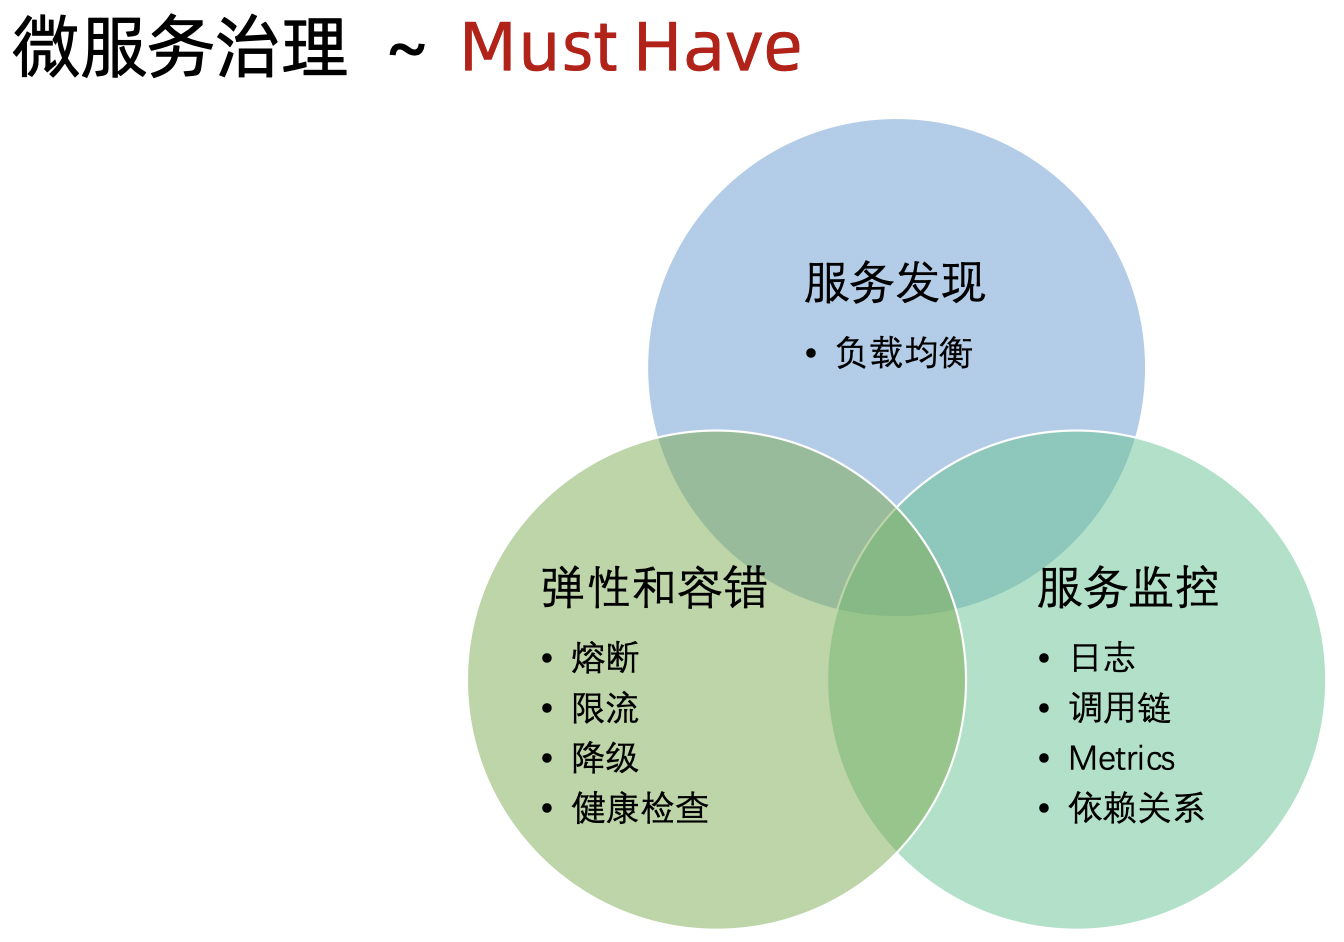 微服务治理 ~ Must Have
服务发现
• 负载均衡
弹性和容错
• 熔断
• 限流
• 降级
• 健康检查
服务监控
• 日志
• 调用链
• Metrics
• 依赖关系